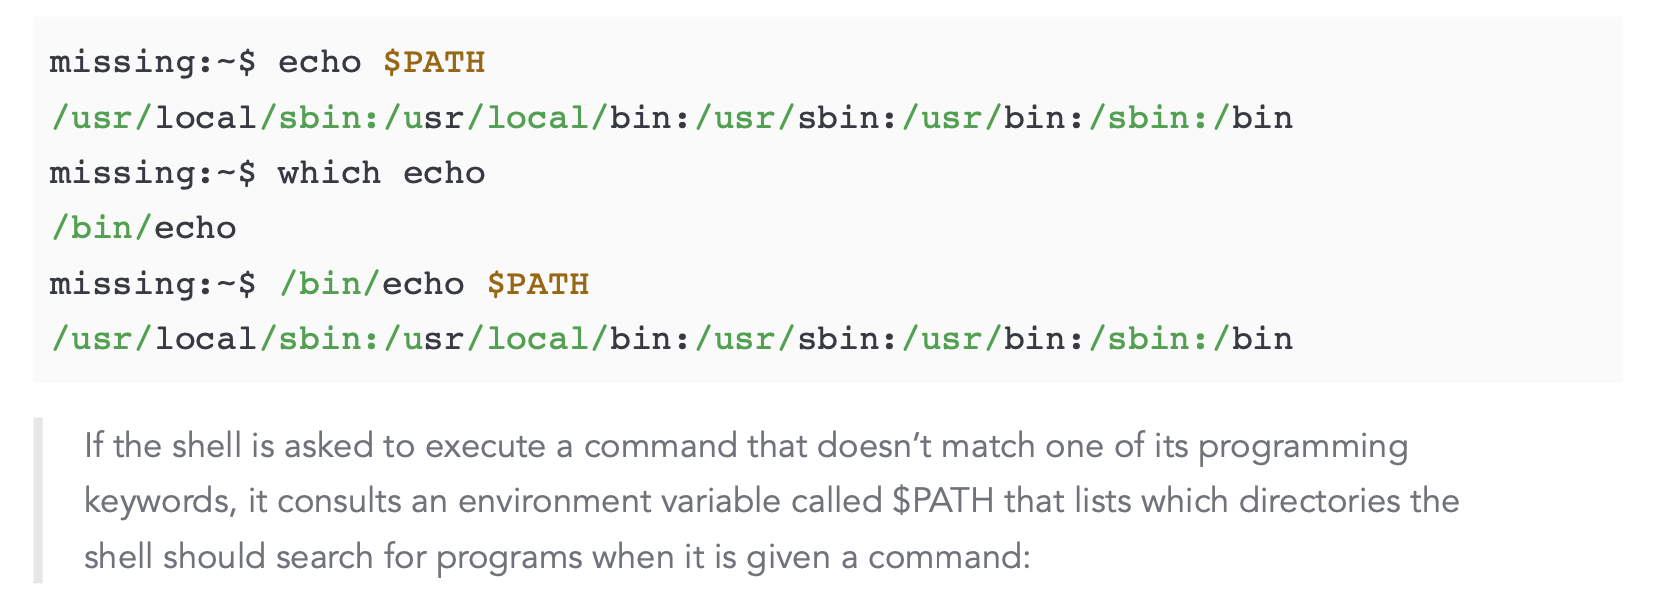 missing:~$ echo $PATH
/usr/local/sbin:/usr/local/bin:/usr/sbin:/usr/bin:/sbin:/bin
missing:~$ which echo
/bin/echo
missing:~$ /bin/echo $PATH
/usr/local/sbin:/usr/local/bin:/usr/sbin:/usr/bin:/sbin:/bin
If the shell is asked to execute a command that doesn’t match one of its programming
keywords, it consults an environment variable called $PATH that lists which directories the
shell should search for programs when it is given a command: